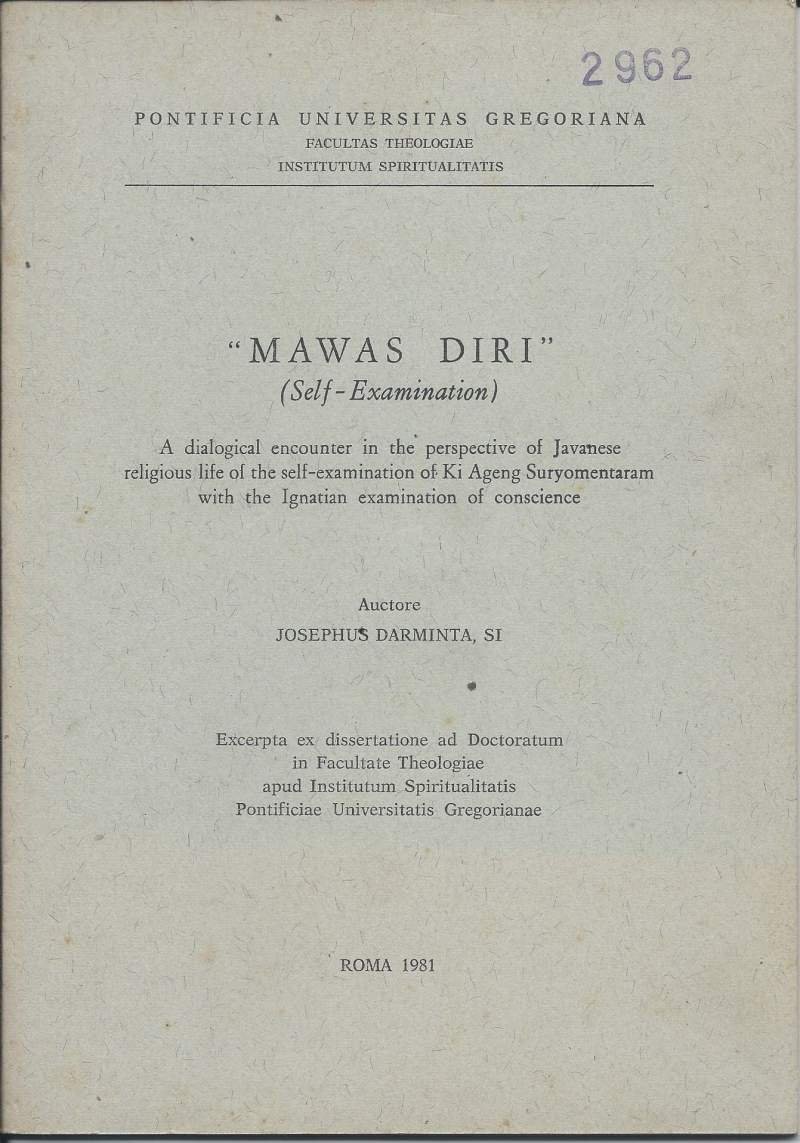 2962
PONTIFICIA UNIVERSITAS GREGORIANA
FACULTAS THEOLOGIAE
INSTITUTUM SPIRITUALITATIS
“MAWAS DIRI”
(Self-Examination)
A dialogical encounter in the perspective of Javanese
religious life of the self-examination of Ki Ageng Suryomentaram
with the Ignatian examination of conscience
Auctore
JOSEPHUS DARMINTA, SI
Excerpta ex dissertatione ad Doctoratum
in Facultate Theologiae
apud Institutum Spiritualitatis
Pontificiae Universitatis Gregorianae
ROMA 1981